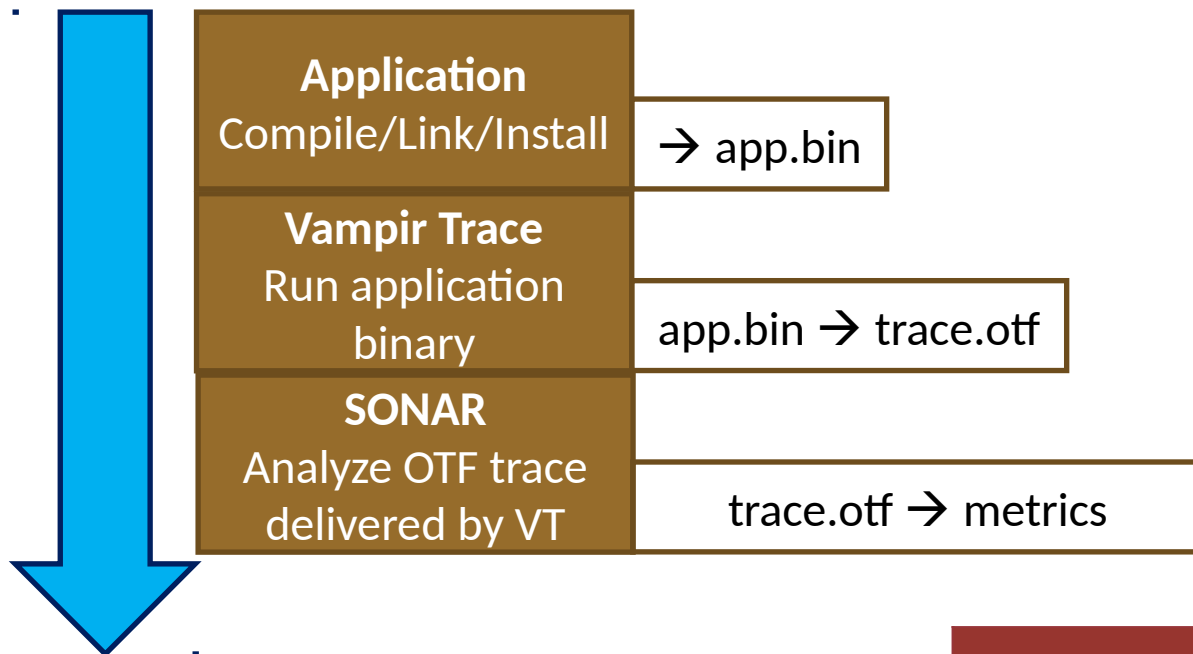 Application
Compile/Link/Install
→ app.bin
Vampir Trace
Run application
binary
app.bin → trace.otf
SONAR
Analyze OTF trace
delivered by VT
trace.otf → metrics